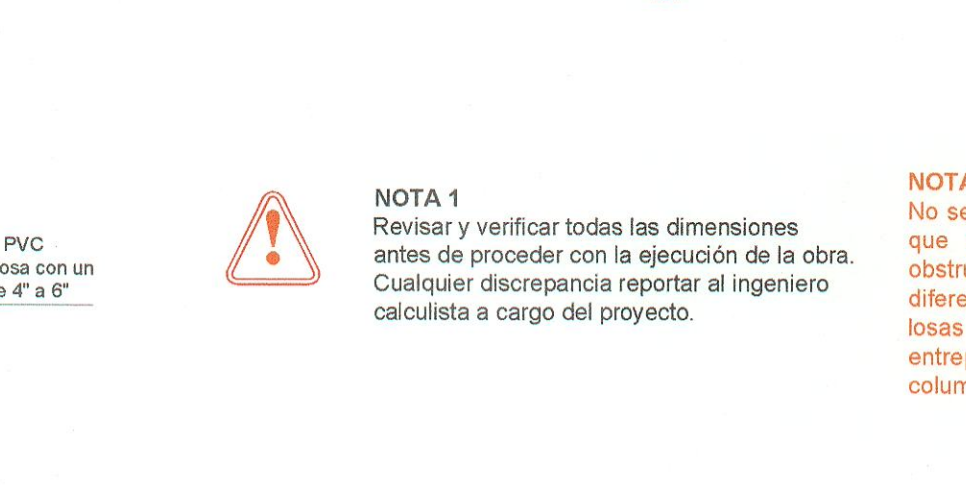 PVC
osa con un
e 4" a 6"
NOTA 1
Revisar y verificar todas las dimensiones
antes de proceder con la ejecución de la obra.
Cualquier discrepancia reportar al ingeniero
calculista a cargo del proyecto.
NOTA
No se
que
obstru
difere
losas
entrep
colum